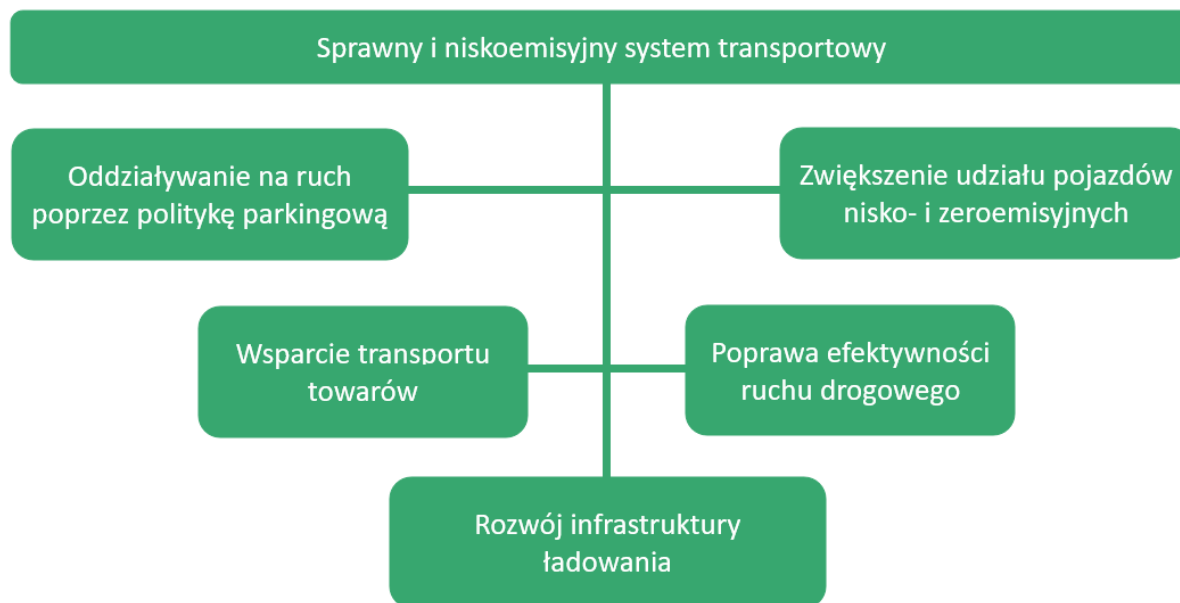 Sprawny i niskoemisyjny system transportowy
Oddziaływanie na ruch
poprzez politykę parkingową
Zwiększenie udziału pojazdów
nisko- i zeroemisyjnych
Wsparcie transportu
towarów
Poprawa efektywności
ruchu drogowego
Rozwój infrastruktury
ładowania